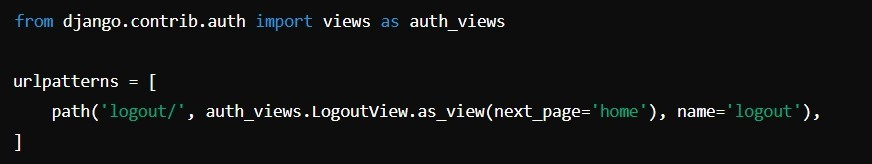 from django.contrib.auth import views as auth_views
urlpatterns = [
    path('logout/', auth_views.LogoutView.as_view(next_page='home'), name='logout'),
]